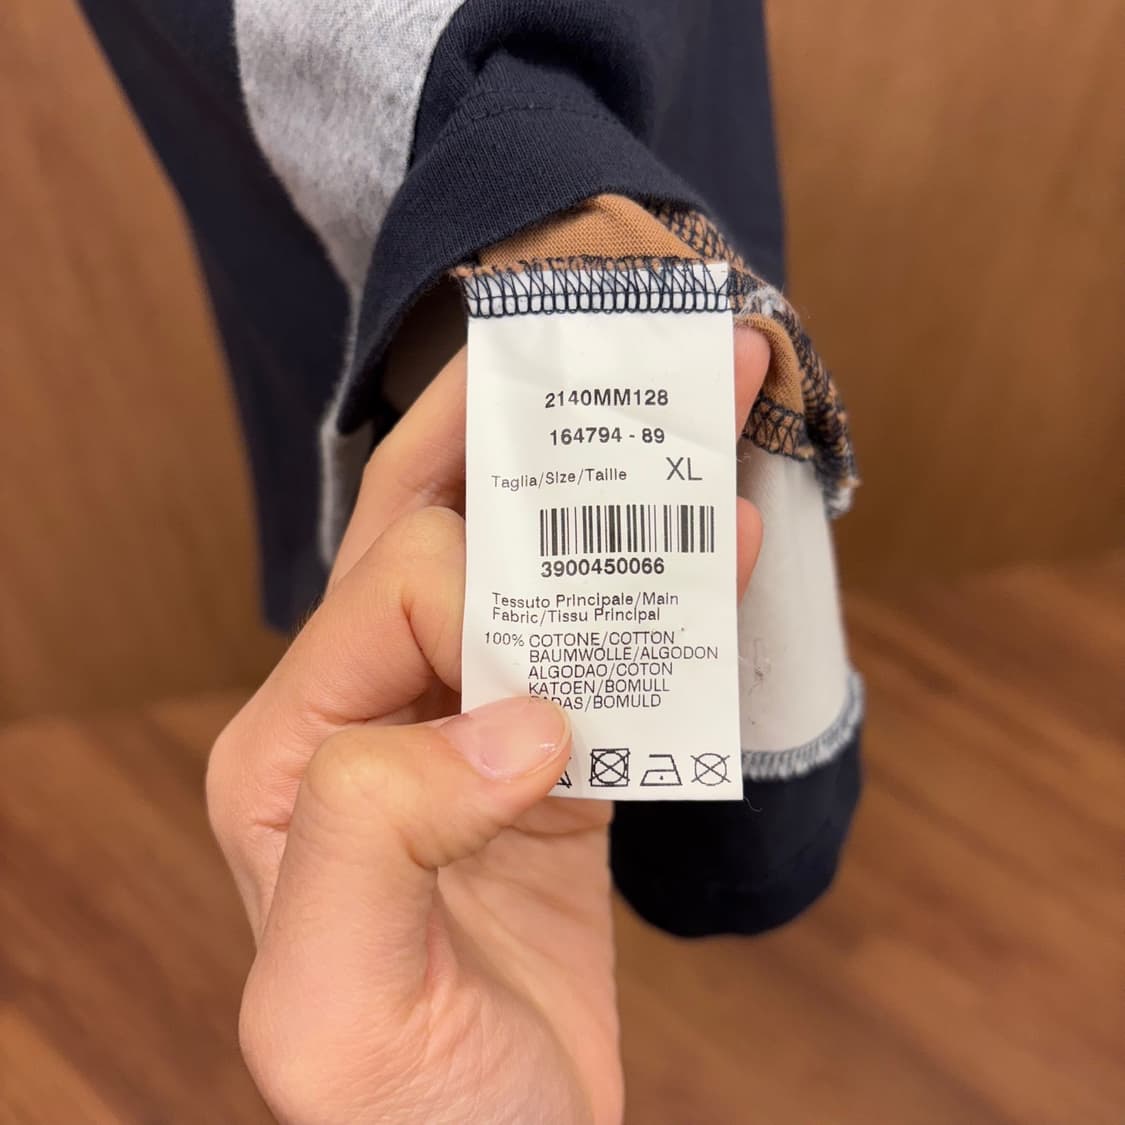 2140MM128
164794 - 89
Taglia/Size/Taille XL
3900450066
Tessuto Principale/Main
Fabric/Tissu Principal
100% COTONE/COTTON
BAUMWOLLE/ALGODON
ALGODAO/COTON
KATOEN/BOMULL
/BOMULD